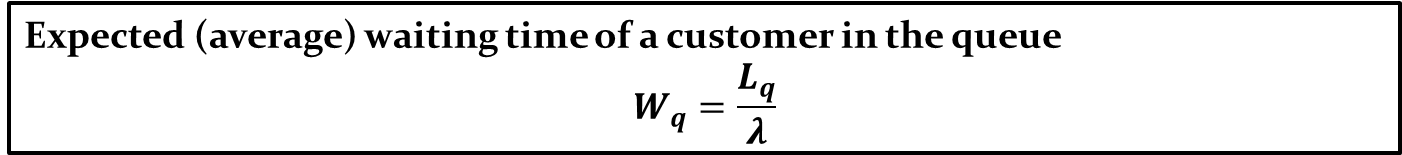 Expected (average) waiting time of a customer in the queue
W_q = L_q / λ